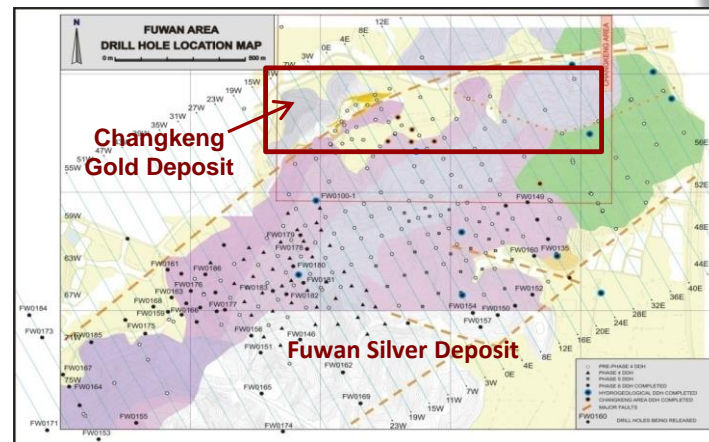 FUWAN AREA
DRILL HOLE LOCATION MAP
N
0 m
500 m
12E
8E
4E
0E
3W
7W
11W
15W
19W
23W
27W
31W
37W
43W
47W
51W
55W
59W
63W
67W
71W
75W
CHANGKENG AREA
Changkeng
Gold Deposit
56E
52E
48E
44E
40E
36E
32E
28E
24E
20E
16E
12E
8E
4E
0E
3W
7W
11W
15W
19W
23W
FW0100-1
FW0149
FW0179
FW0178
FW0160
FW0135
FW0161
FW0186
FW0180
FW0176
FW0181
FW0163
FW0183
FW0182
FW0152
FW0184
FW0168
FW0177
FW0154
FW0150
FW0159
FW0166
FW0157
FW0173
FW0175
FW0156
FW0146
FW0185
FW0151
Fuwan Silver Deposit
FW0162
FW0167
FW0164
FW0165
FW0169
FW0155
FW0171
FW0153
FW0174
PRE-PHASE 4 DDH
PHASE 4 DDH
PHASE 5 DDH
PHASE 6 DDH COMPLETED
HYDROGEOLOGICAL DDH COMPLETED
CHANGKENG AREA DDH COMPLETED
MAJOR FAULTS
FW0160
DRILL HOLES BEING RELEASED